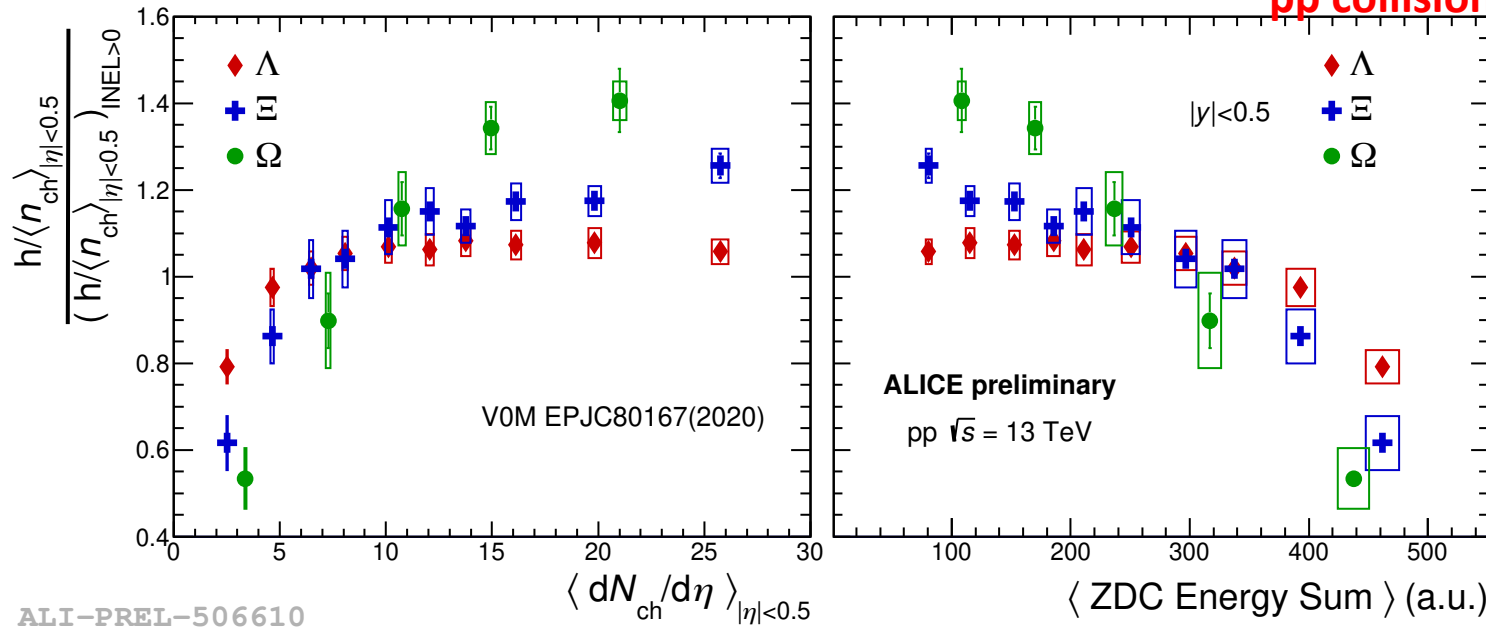 pp collision
h/⟨n_ch⟩_|η|<0.5
(h/⟨n_ch⟩_|η|<0.5)_INEL>0
1.6
1.4
1.2
1
0.8
0.6
0.4
Λ
Ξ
Ω
V0M EPJC80167(2020)
0 5 10 15 20 25 30
⟨dN_ch/dη⟩_|η|<0.5
Λ
Ξ
Ω
|y|<0.5
ALICE preliminary
pp √s = 13 TeV
100 200 300 400 500
⟨ZDC Energy Sum⟩ (a.u.)
ALI-PREL-506610